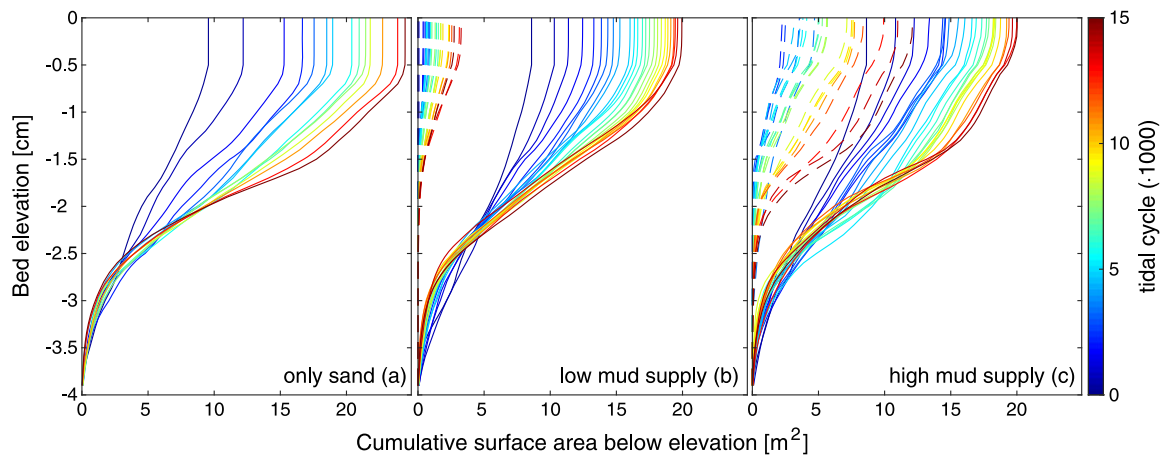 0
-0.5
-1
-1.5
-2
-2.5
-3
-3.5
-4
Bed elevation [cm]
only sand (a)
low mud supply (b)
high mud supply (c)
0 5 10 15 20
0 5 10 15 20
0 5 10 15 20
Cumulative surface area below elevation [m²]
15
10
5
0
tidal cycle (·1000)